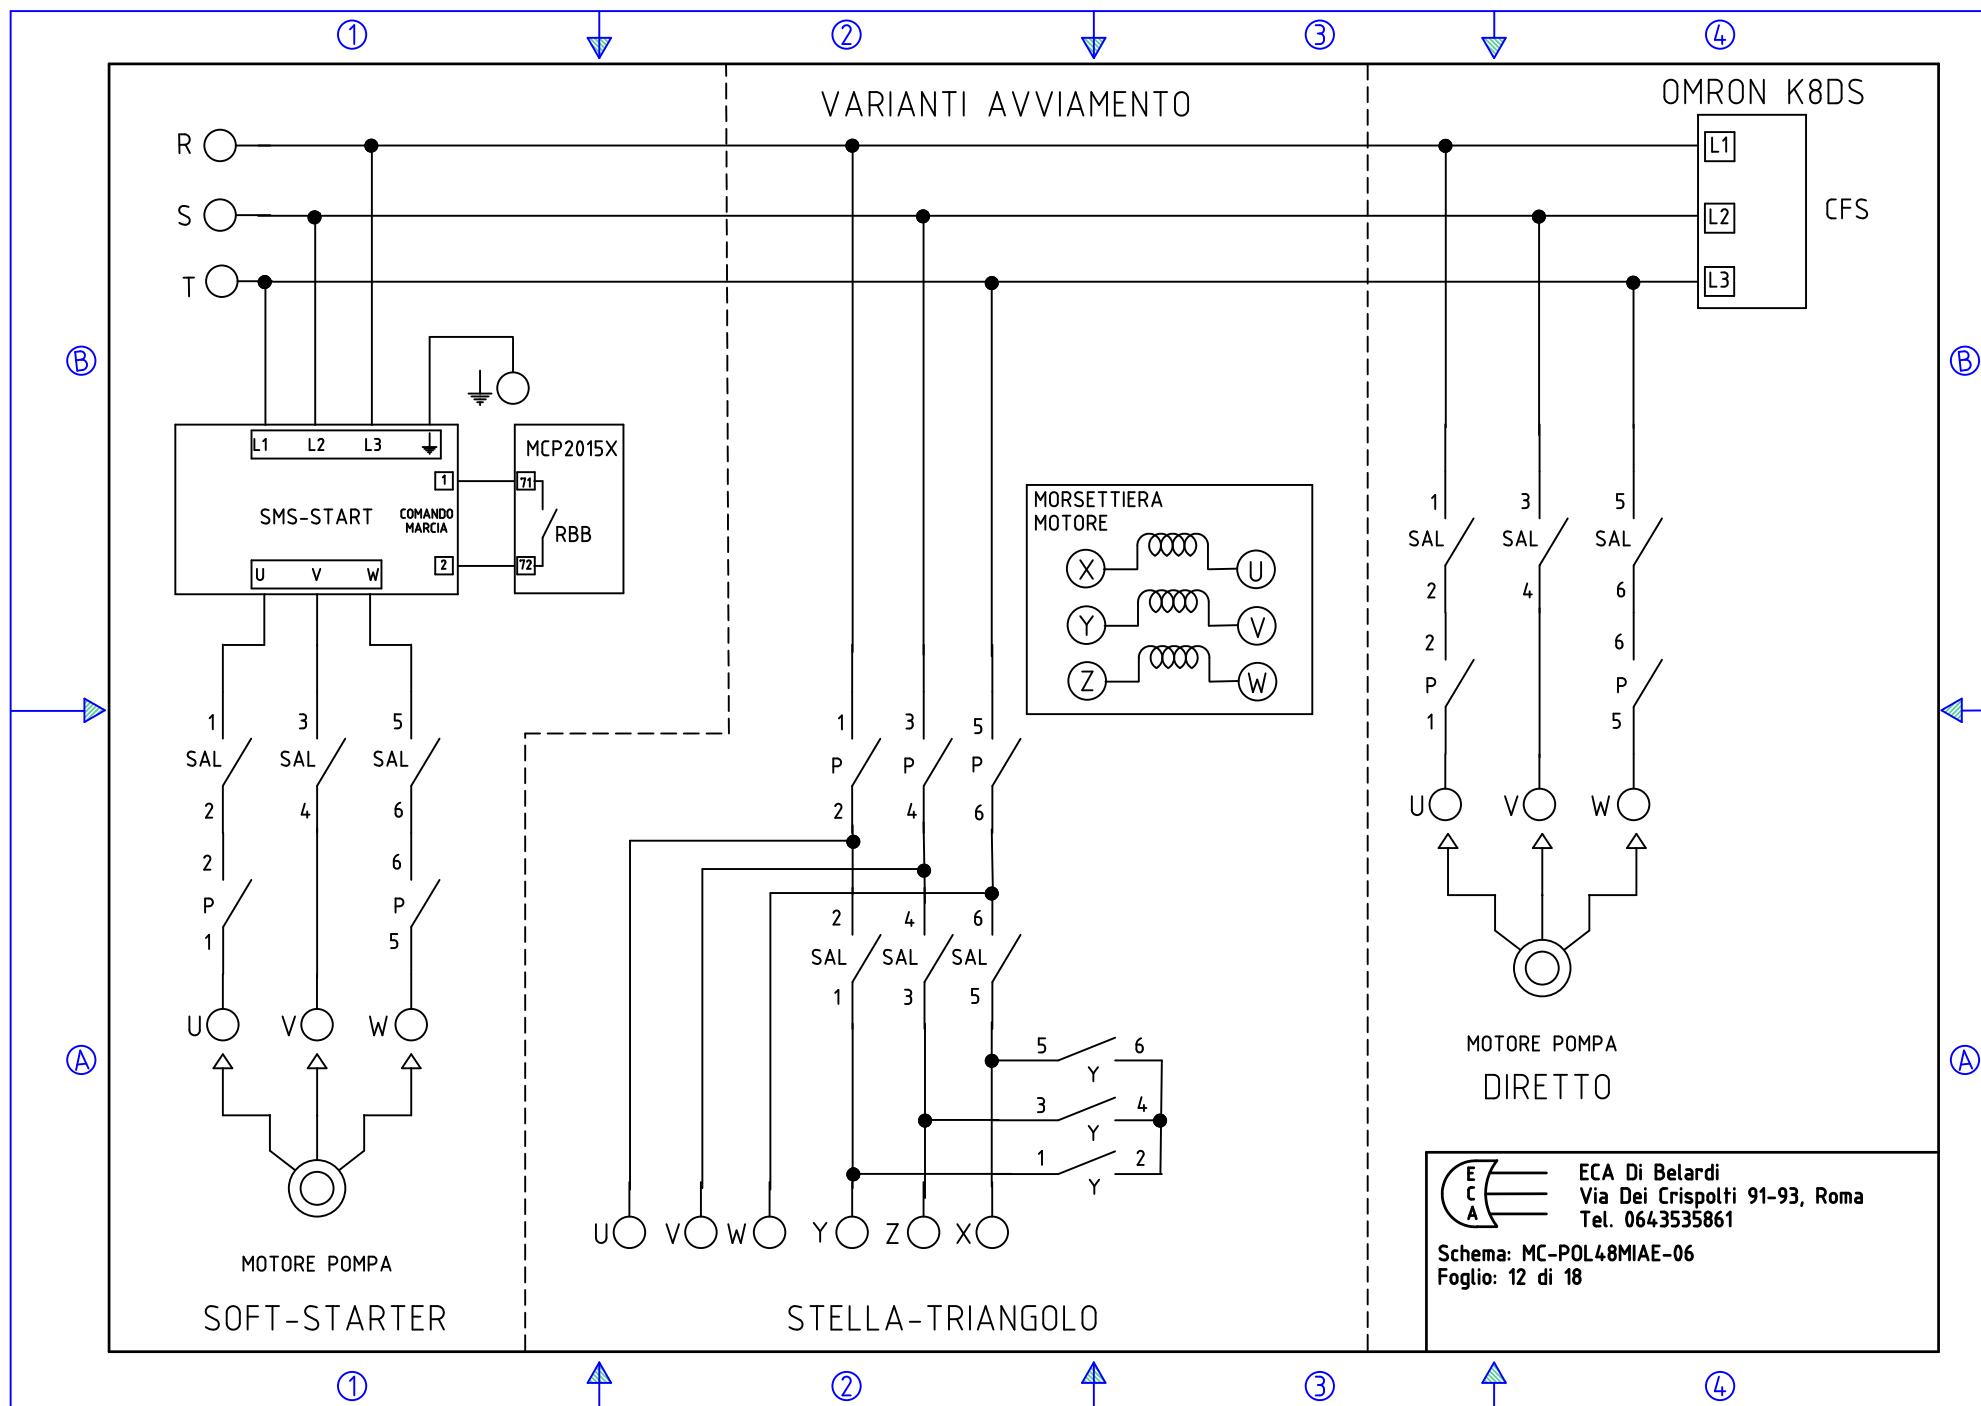 1 2 3 4
VARIANTI AVVIAMENTO
OMRON K8DS
R
L1
S
L2
CFS
T
L3
B
B
L1 L2 L3
MCP2015X
1
71
SMS-START
COMANDO
MARCIA
RBB
2
72
U V W
MORSETTIERA
MOTORE
X U
Y V
Z W
1 3 5
SAL SAL SAL
2 4 6
2 6
P P
1 5
U V W
MOTORE POMPA
DIRETTO
1 3 5
SAL SAL SAL
2 4 6
2 6
P P
1 5
U V W
MOTORE POMPA
SOFT-STARTER
1 3 5
P P P
2 4 6
2 4 6
SAL SAL SAL
1 3 5
5 6
Y
3 4
Y
1 2
Y
U V W Y Z X
STELLA-TRIANGOLO
A
A
E
C
A
ECA Di Belardi
Via Dei Crispolti 91-93, Roma
Tel. 0643535861
Schema: MC-POL48MIAE-06
Foglio: 12 di 18
1 2 3 4